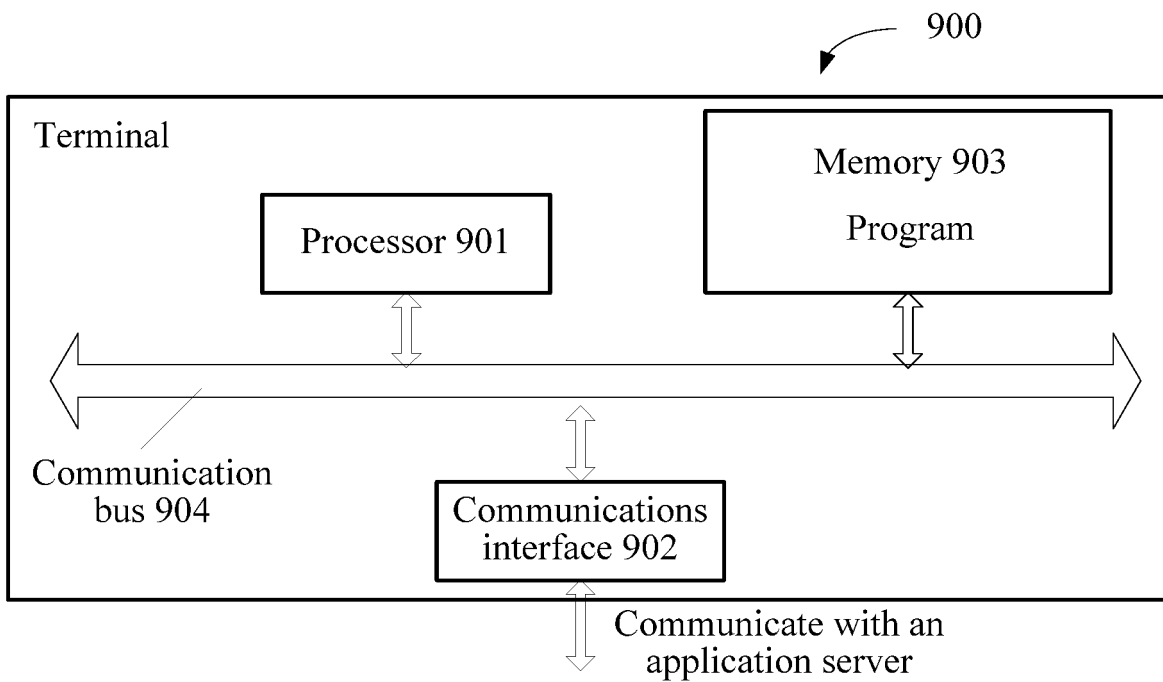 900
Terminal
Memory 903
Program
Processor 901
Communication
bus 904
Communications
interface 902
Communicate with an
application server